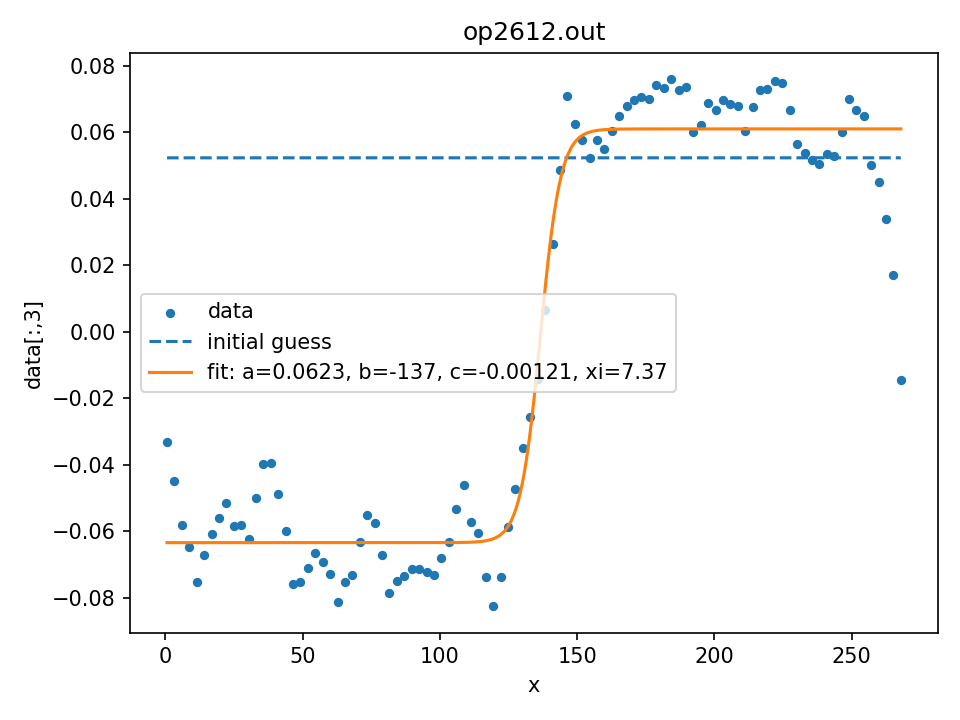 op2612.out
0.08
0.06
0.04
0.02
0.00
−0.02
−0.04
−0.06
−0.08
data[:,3]
data
initial guess
fit: a=0.0623, b=-137, c=-0.00121, xi=7.37
0 50 100 150 200 250
x